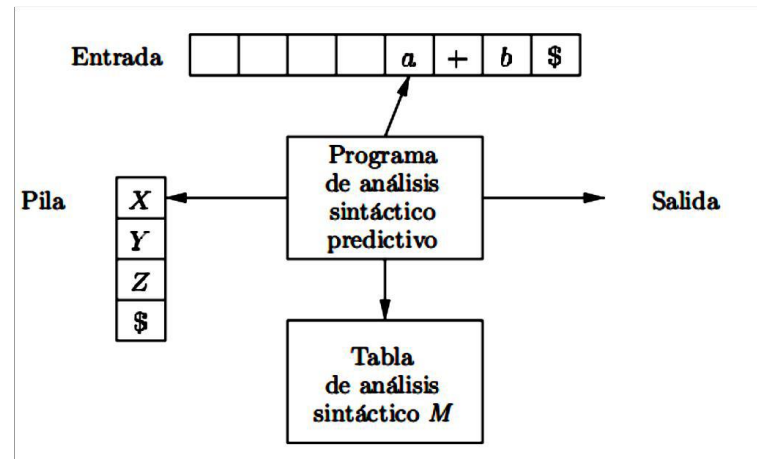 Entrada
a + b $
Programa
de análisis
sintáctico
predictivo
Pila
X
Y
Z
$
Salida
Tabla
de análisis
sintáctico M